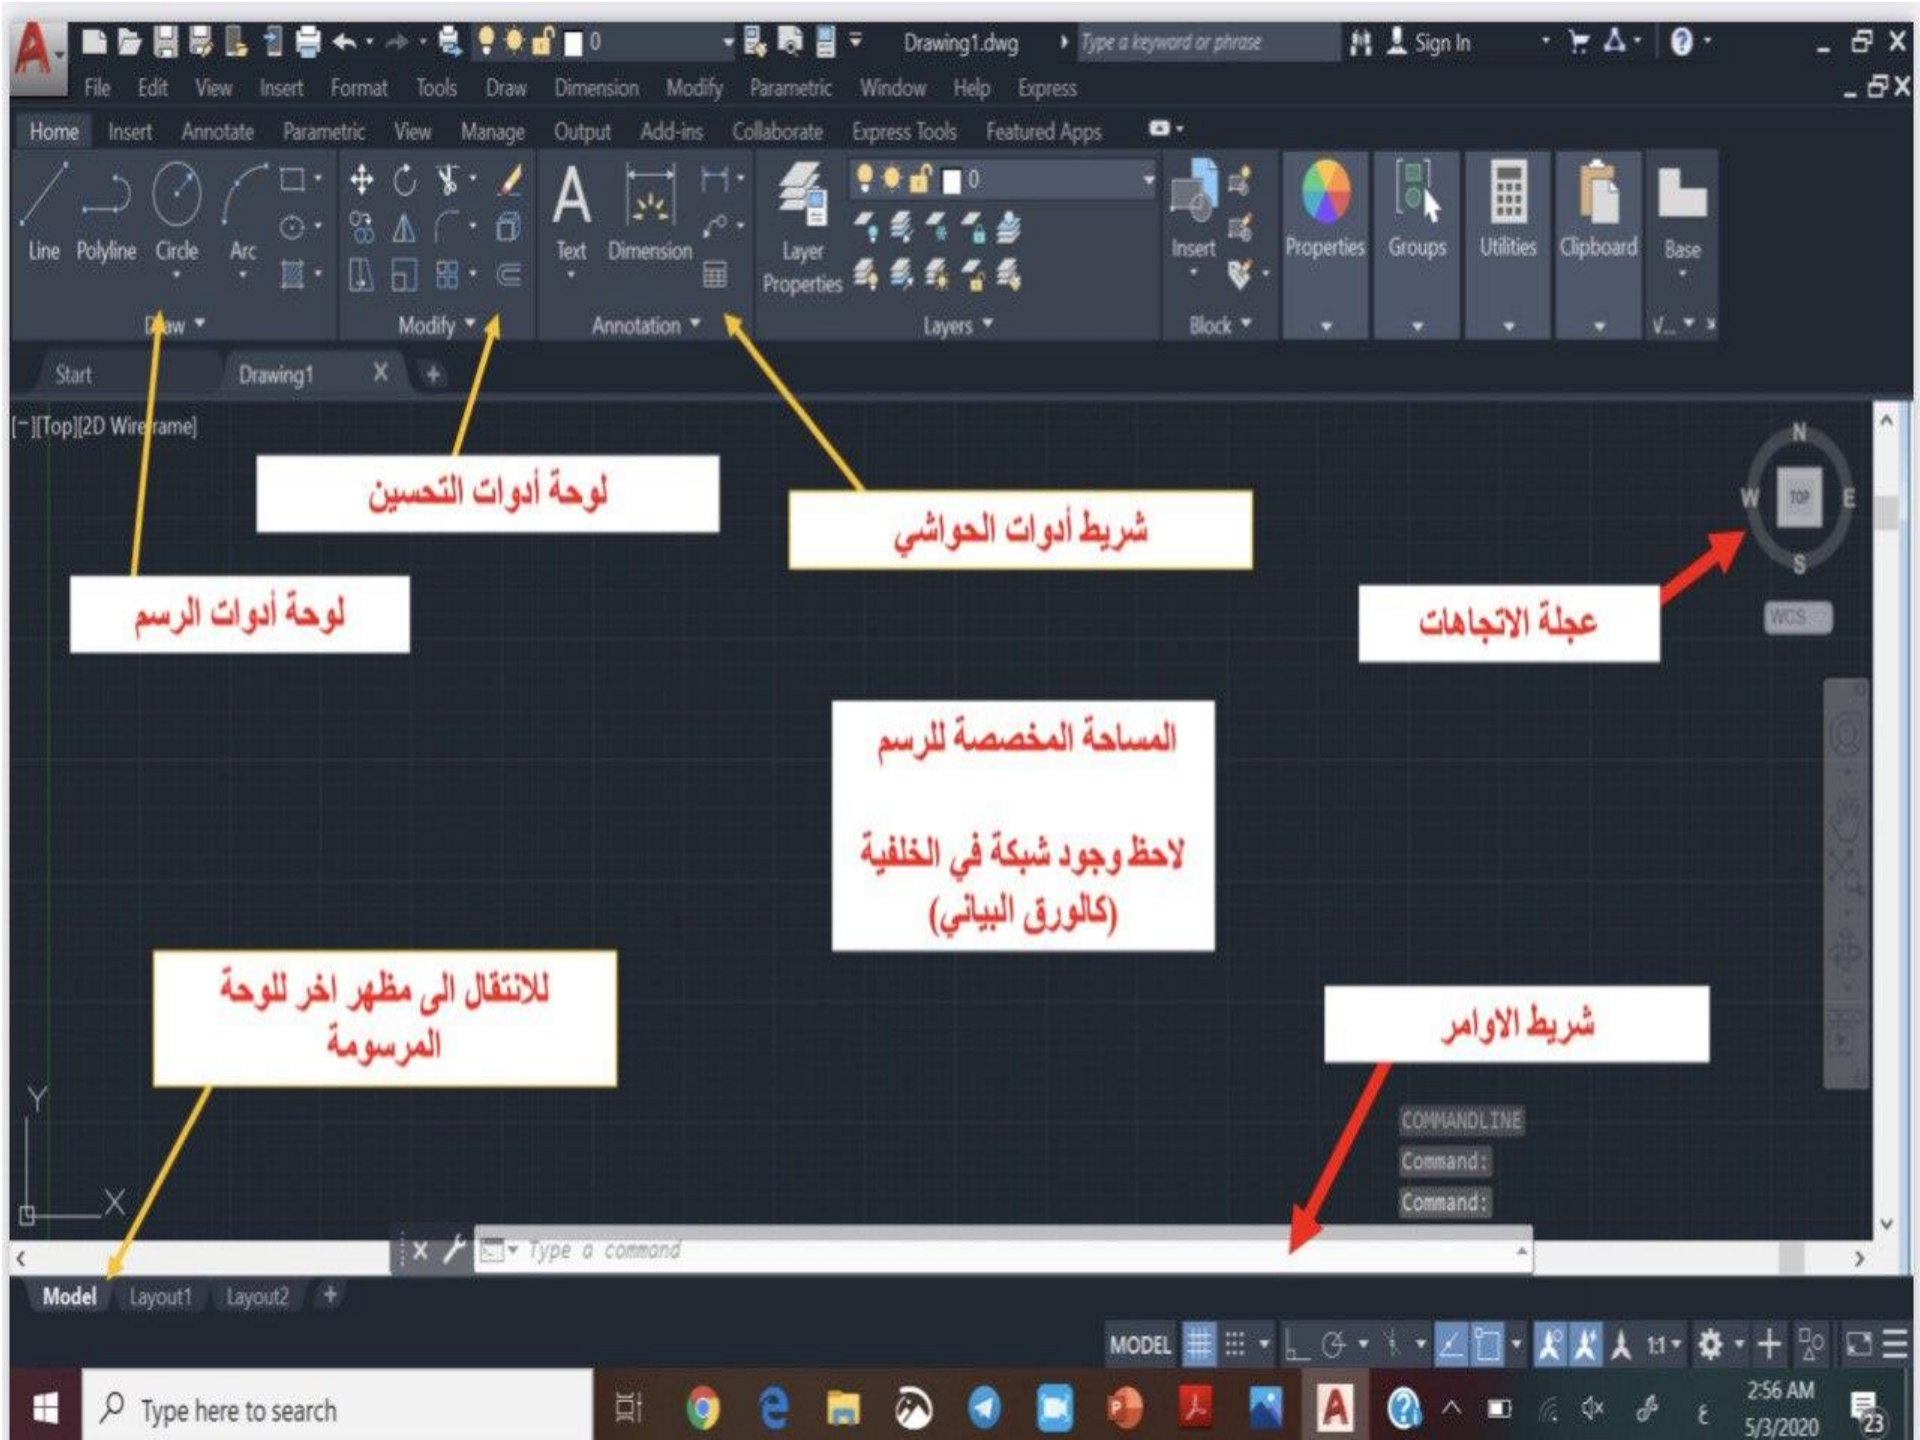 0
Drawing1.dwg
Type a keyword or phrase
Sign In
File Edit View Insert Format Tools Draw Dimension Modify Parametric Window Help Express
Home Insert Annotate Parametric View Manage Output Add-ins Collaborate Express Tools Featured Apps
0
Line Polyline Circle Arc
Text Dimension
Layer
Properties
Insert
Properties
Groups
Utilities
Clipboard
Base
Draw
Modify
Annotation
Layers
Block
V...
Start
Drawing1
[-][Top][2D Wireframe]
لوحة أدوات التحسين
شريط أدوات الحواشي
لوحة أدوات الرسم
عجلة الاتجاهات
N
W TOP E
S
WCS
المساحة المخصصة للرسم
لاحظ وجود شبكة في الخلفية
(كالورق البياني)
للانتقال الى مظهر اخر للوحة
المرسومة
شريط الاوامر
Y
X
COMMANDLINE
Command:
Command:
Type a command
Model Layout1 Layout2
MODEL
1:1
Type here to search
ع
2:56 AM
5/3/2020
23